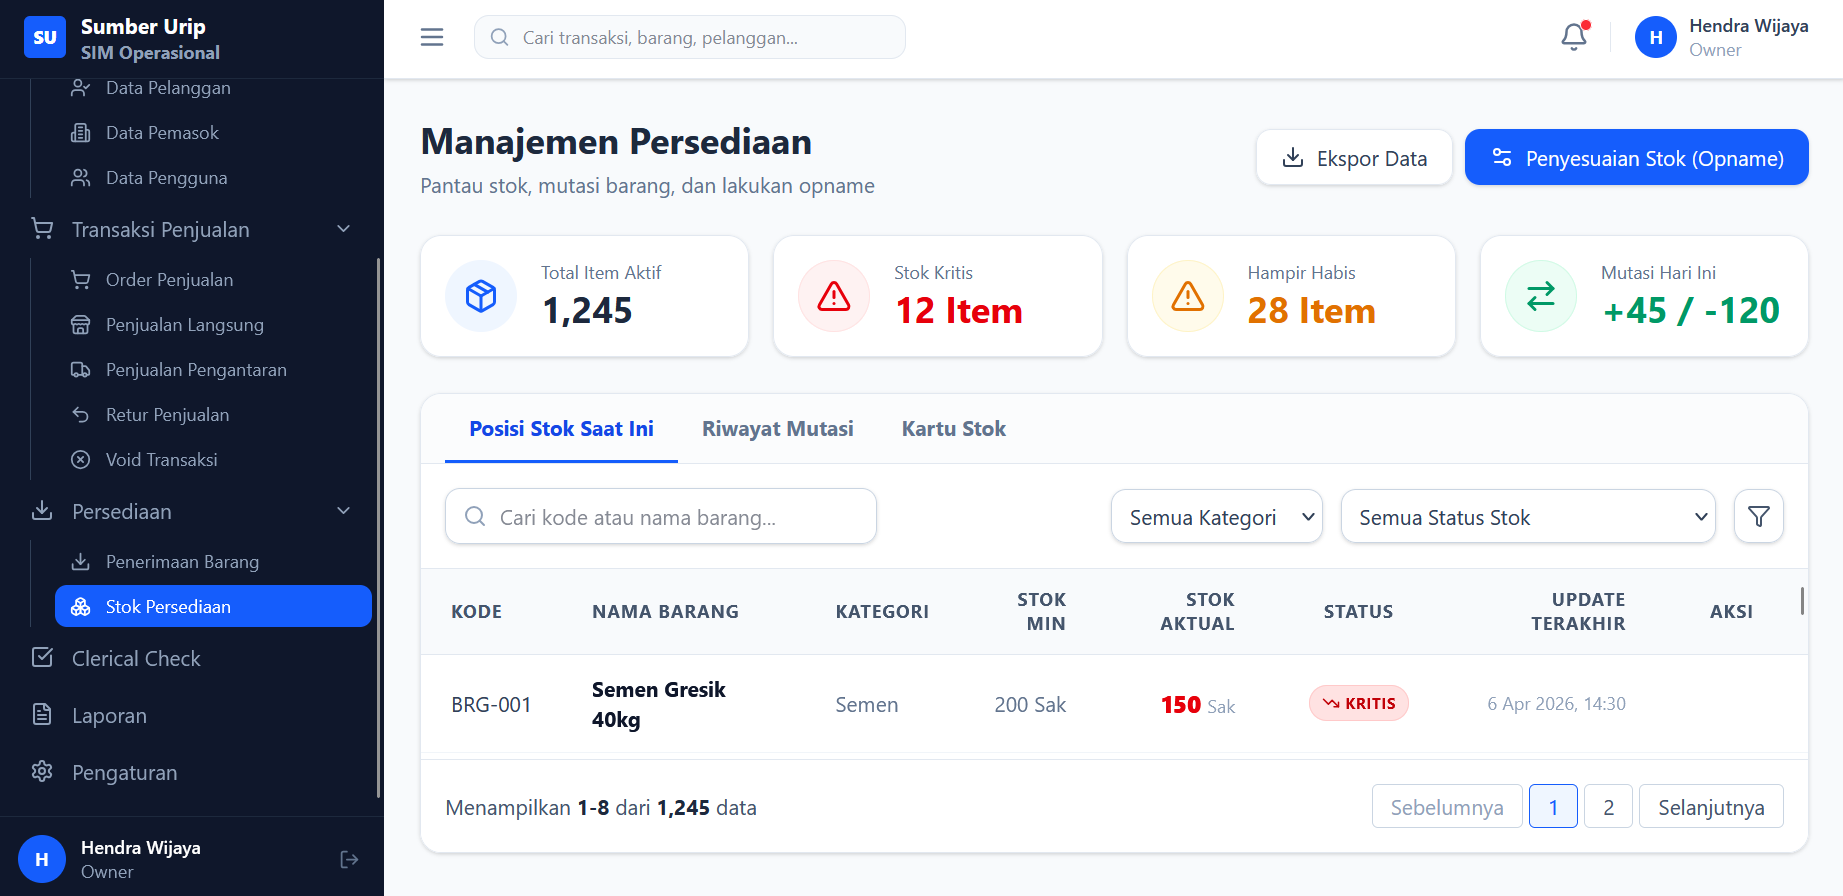 SU
Sumber Urip
SIM Operasional
Data Pelanggan
Data Pemasok
Data Pengguna
Transaksi Penjualan
Order Penjualan
Penjualan Langsung
Penjualan Pengantaran
Retur Penjualan
Void Transaksi
Persediaan
Penerimaan Barang
Stok Persediaan
Clerical Check
Laporan
Pengaturan
H
Hendra Wijaya
Owner
Cari transaksi, barang, pelanggan...
H
Hendra Wijaya
Owner
Manajemen Persediaan
Pantau stok, mutasi barang, dan lakukan opname
Ekspor Data
Penyesuaian Stok (Opname)
Total Item Aktif
1,245
Stok Kritis
12 Item
Hampir Habis
28 Item
Mutasi Hari Ini
+45 / -120
Posisi Stok Saat Ini
Riwayat Mutasi
Kartu Stok
Cari kode atau nama barang...
Semua Kategori
Semua Status Stok
KODE
NAMA BARANG
KATEGORI
STOK
MIN
STOK
AKTUAL
STATUS
UPDATE
TERAKHIR
AKSI
BRG-001
Semen Gresik
40kg
Semen
200 Sak
150 Sak
KRITIS
6 Apr 2026, 14:30
Menampilkan 1-8 dari 1,245 data
Sebelumnya
1
2
Selanjutnya